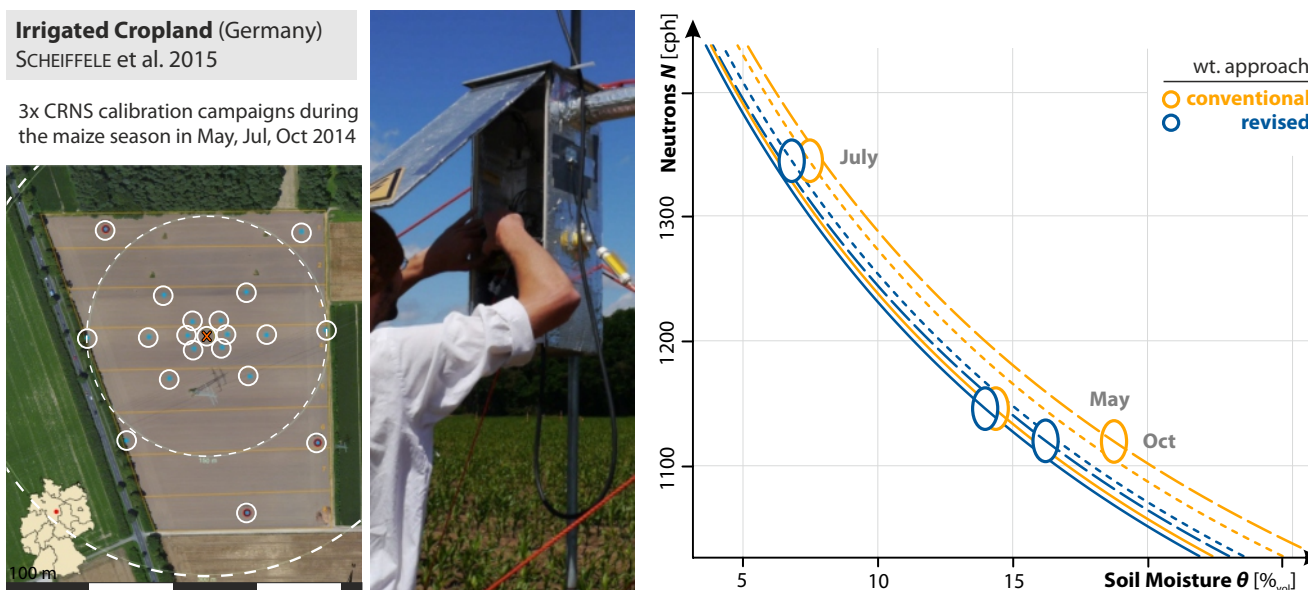 Irrigated Cropland (Germany)
SCHEIFFELE et al. 2015
3x CRNS calibration campaigns during
the maize season in May, Jul, Oct 2014
100 m
Neutrons N [cph]
1300
1200
1100
wt. approach
conventional
revised
July
May
Oct
5
10
15
Soil Moisture θ [%vol]